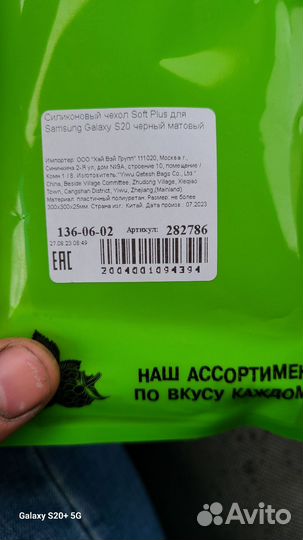 Силиконовый чехол Soft Plus для
Samsung Galaxy S20 черный матовый
Импортер: ООО "Хай Вэй Групп" 111020, Москва г,
Синичкина 2-Я ул, дом №9А, строение 10, помещение /
Комн 1 / 8. Изготовитель: "Yiwu Qetesh Bags Co., Ltd."
China, Beside Village Committee, Zhudong Village, Xieqiao
Town, Cangshan District, Yiwu, Zhejiang,(Mainland)
Материал: пластичный полиуретан. Размер: не более
300x300x25мм. Страна изг.: Китай. Дата произв.: 07.2023
136-06-02 Артикул: 282786
27.09.23 08:49
EAC
2004001094394
НАШ АССОРТИМЕН
ПО ВКУСУ КАЖДОМ
Galaxy S20+ 5G
Avito